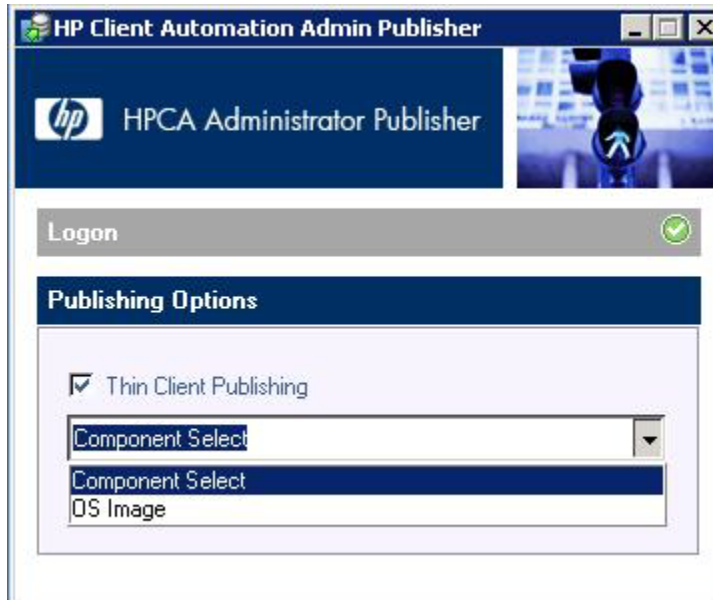 HP Client Automation Admin Publisher
hp
HPCA Administrator Publisher
Logon
Publishing Options
Thin Client Publishing
Component Select
Component Select
OS Image